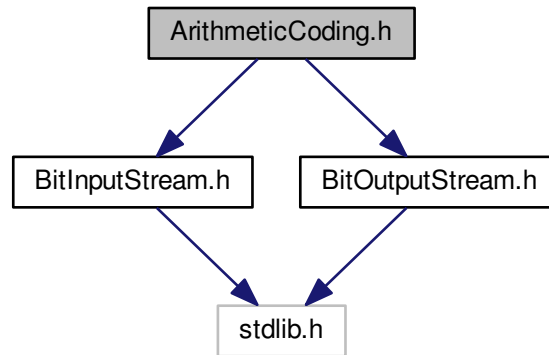 ArithmeticCoding.h
BitInputStream.h
BitOutputStream.h
stdlib.h